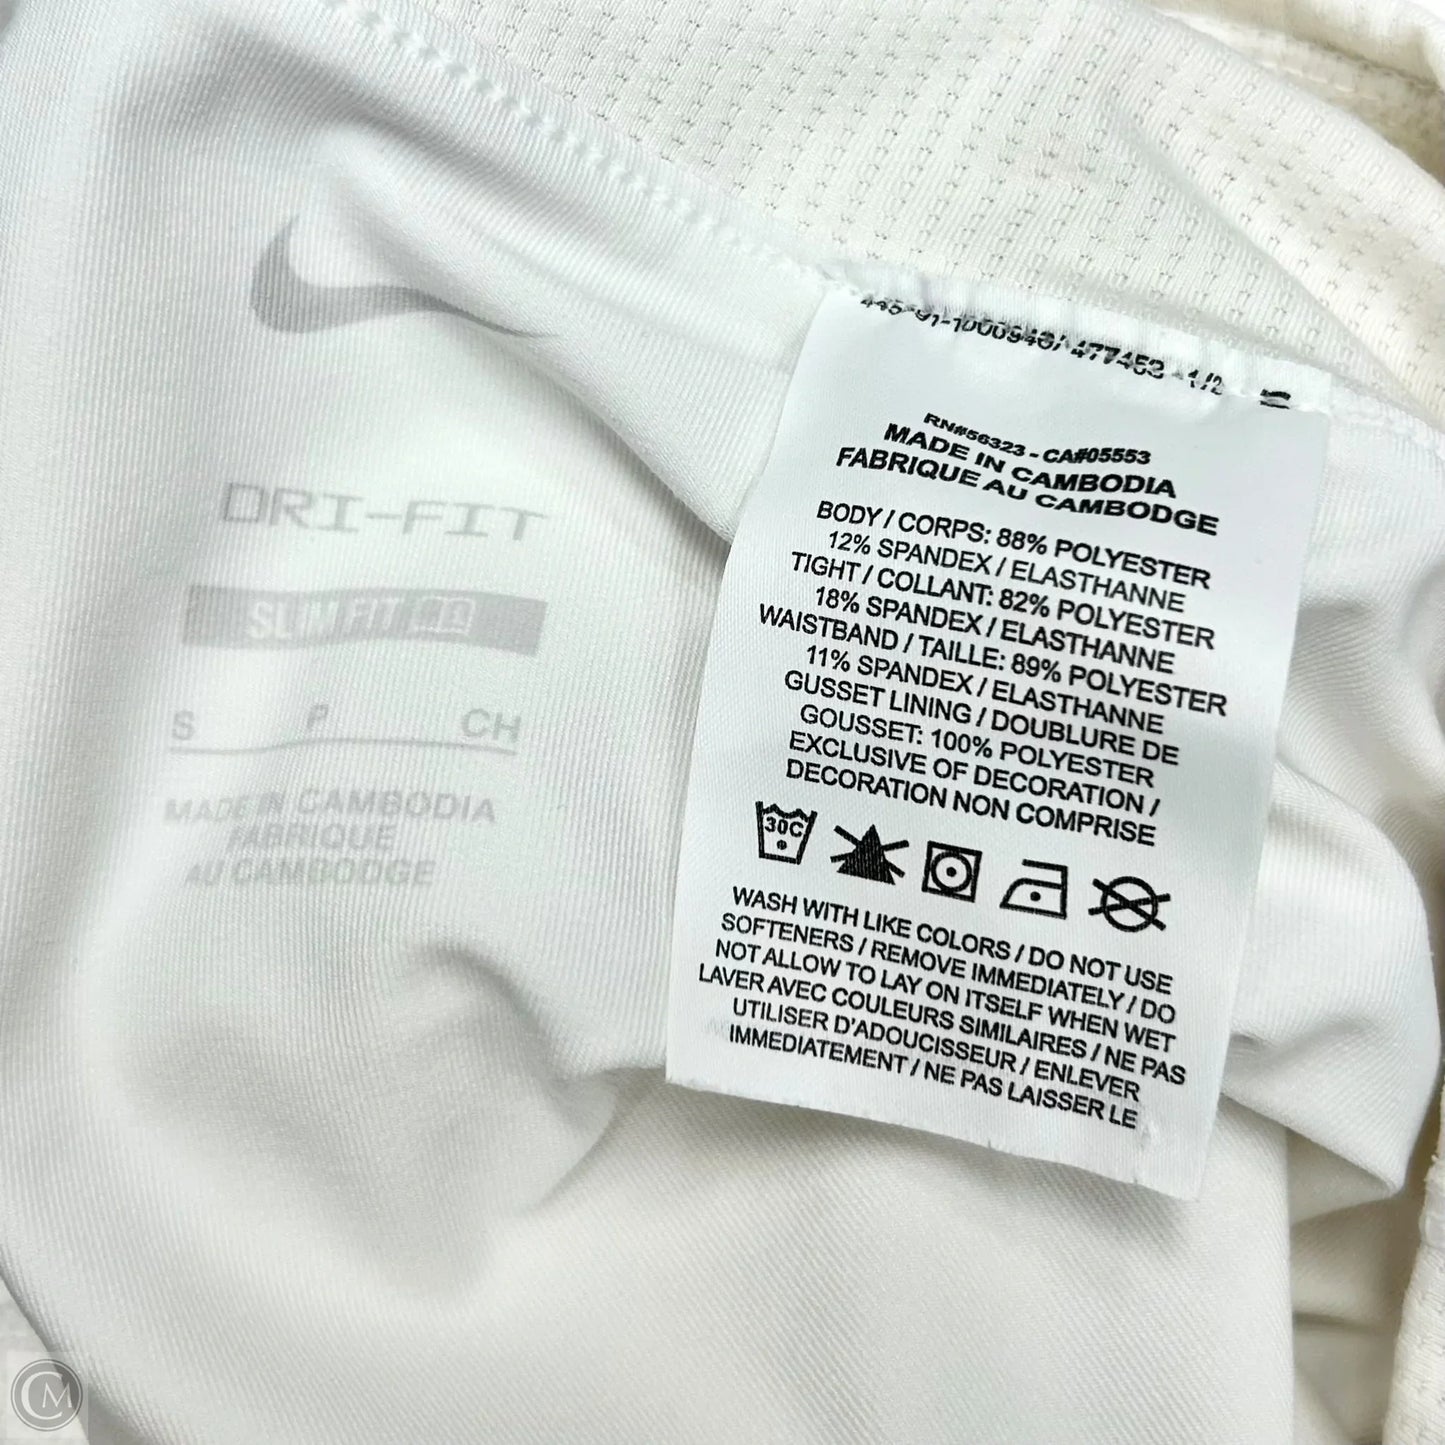 DRI-FIT
SLIM FIT
S P CH
MADE IN CAMBODIA
FABRIQUE
AU CAMBODGE
RN#56323 - CA#05553
MADE IN CAMBODIA
FABRIQUE AU CAMBODGE
BODY / CORPS: 88% POLYESTER
12% SPANDEX / ELASTHANNE
TIGHT / COLLANT: 82% POLYESTER
18% SPANDEX / ELASTHANNE
WAISTBAND / TAILLE: 89% POLYESTER
11% SPANDEX / ELASTHANNE
GUSSET LINING / DOUBLURE DE
GOUSSET: 100% POLYESTER
EXCLUSIVE OF DECORATION /
DECORATION NON COMPRISE
30C
WASH WITH LIKE COLORS / DO NOT USE
SOFTENERS / REMOVE IMMEDIATELY / DO
NOT ALLOW TO LAY ON ITSELF WHEN WET
LAVER AVEC COULEURS SIMILAIRES / NE PAS
UTILISER D'ADOUCISSEUR / ENLEVER
IMMEDIATEMENT / NE PAS LAISSER LE
CM